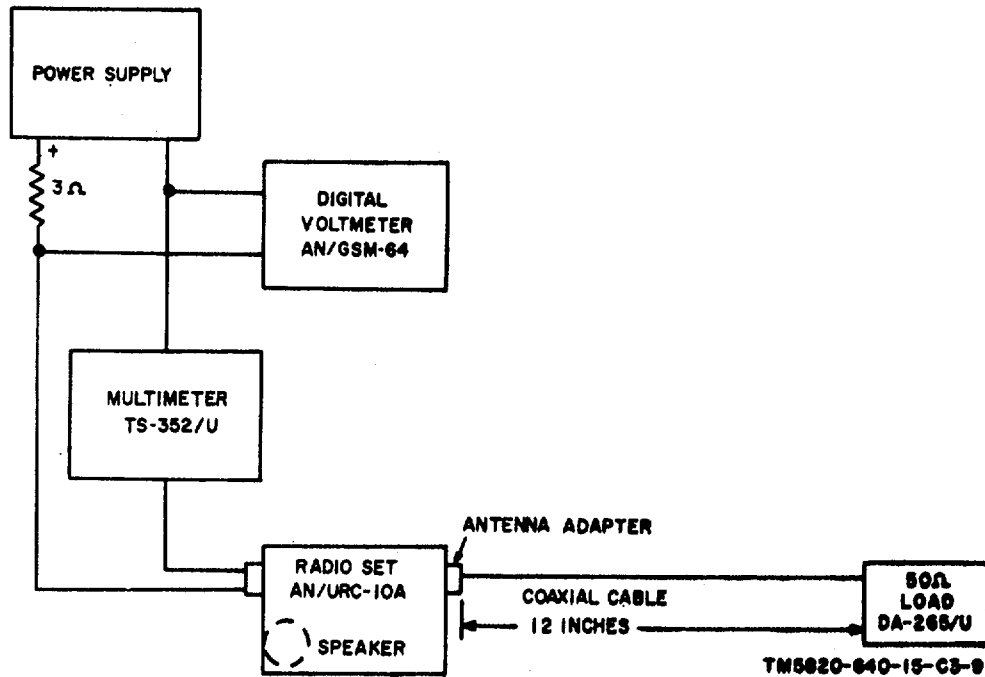 POWER SUPPLY
+
3Ω
DIGITAL
VOLTMETER
AN/GSM-64
MULTIMETER
TS-352/U
ANTENNA ADAPTER
RADIO SET
AN/URC-10A
SPEAKER
COAXIAL CABLE
12 INCHES
50Ω
LOAD
DA-265/U
TM5820-640-15-C3-9